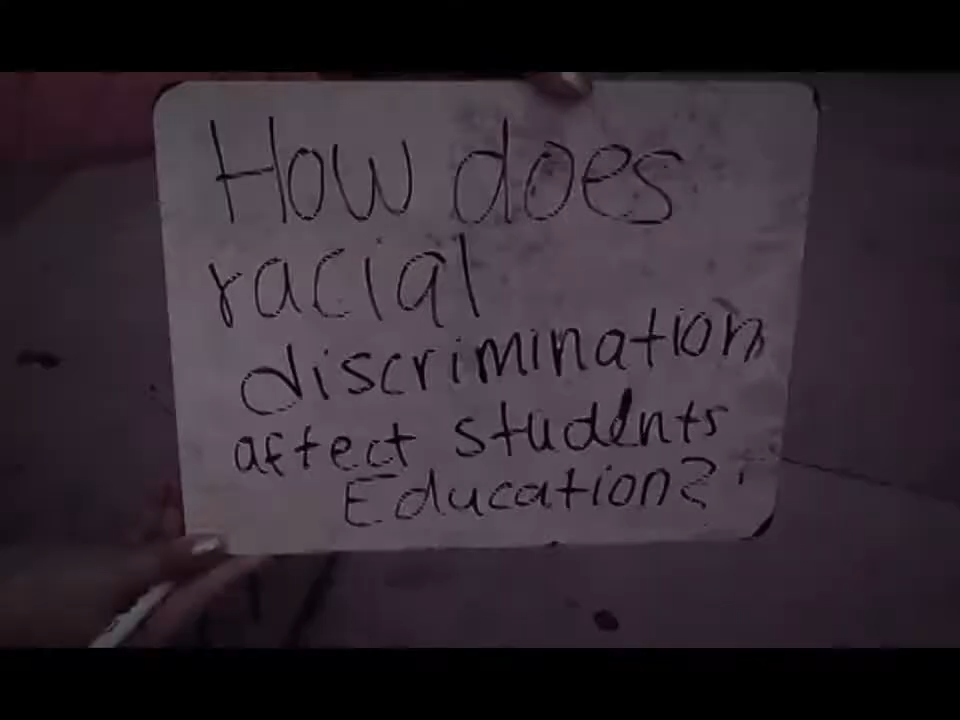 How does
racial
discrimination
affect students
Education?